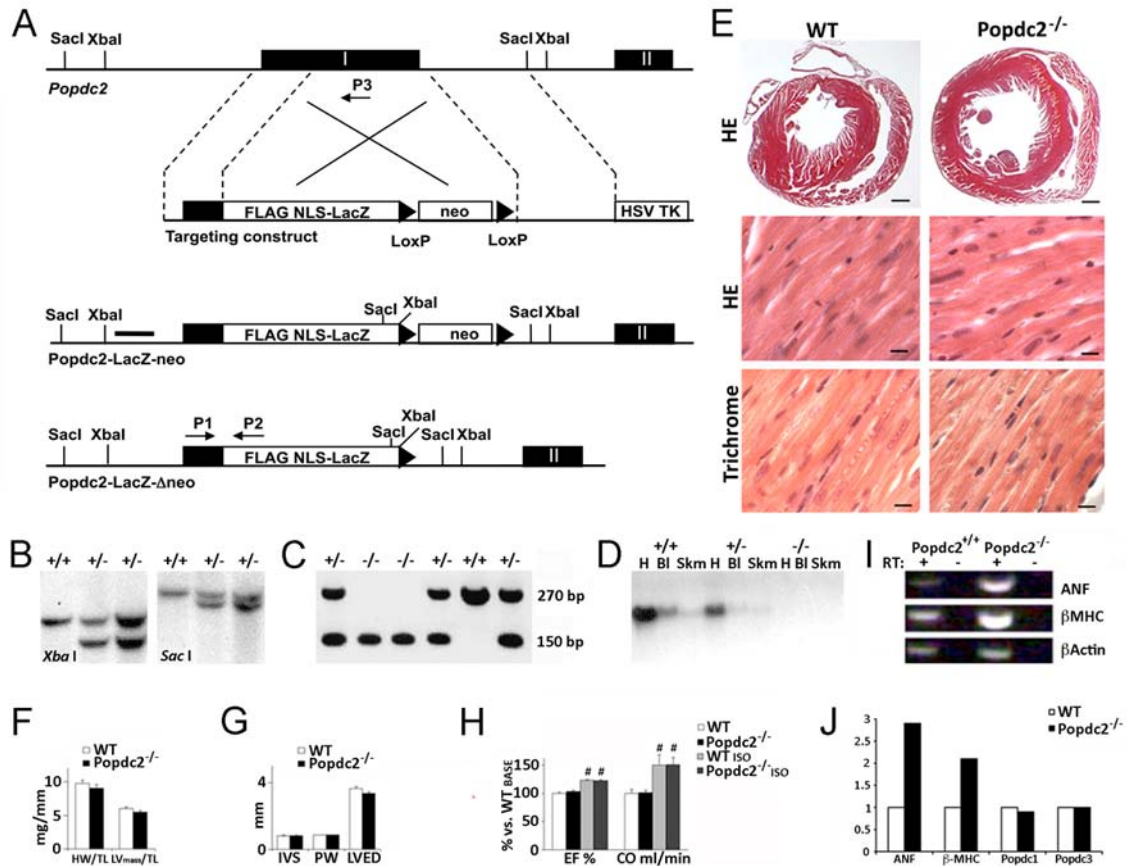 A
SacI XbaI
I
II
Popdc2
P3
FLAG NLS-LacZ
neo
HSV TK
Targeting construct
LoxP
LoxP
SacI XbaI
SacI
XbaI
SacI XbaI
FLAG NLS-LacZ
neo
II
Popdc2-LacZ-neo
SacI XbaI
P1
P2
SacI
XbaI
SacI XbaI
FLAG NLS-LacZ
II
Popdc2-LacZ-Δneo
E
WT
Popdc2-/-
HE
HE
Trichrome
B
+/+ +/- +/- +/+ +/- +/-
Xba I
Sac I
C
+/- -/- -/- +/- +/+ +/-
270 bp
150 bp
D
+/+ +/- -/-
H Bl Skm H Bl Skm H Bl Skm
I
Popdc2+/+ Popdc2-/-
RT: + - + -
ANF
βMHC
βActin
F
WT
Popdc2-/-
mg/mm
10
5
0
HW/TL LVmass/TL
G
WT
Popdc2-/-
mm
4
2
0
IVS PW LVED
H
WT
Popdc2-/-
WT ISO
Popdc2-/-ISO
% vs. WT BASE
150
100
50
0
# # # #
EF % CO ml/min
J
WT
Popdc2-/-
3
2.5
2
1.5
1
0.5
0
ANF β-MHC Popdc1 Popdc3